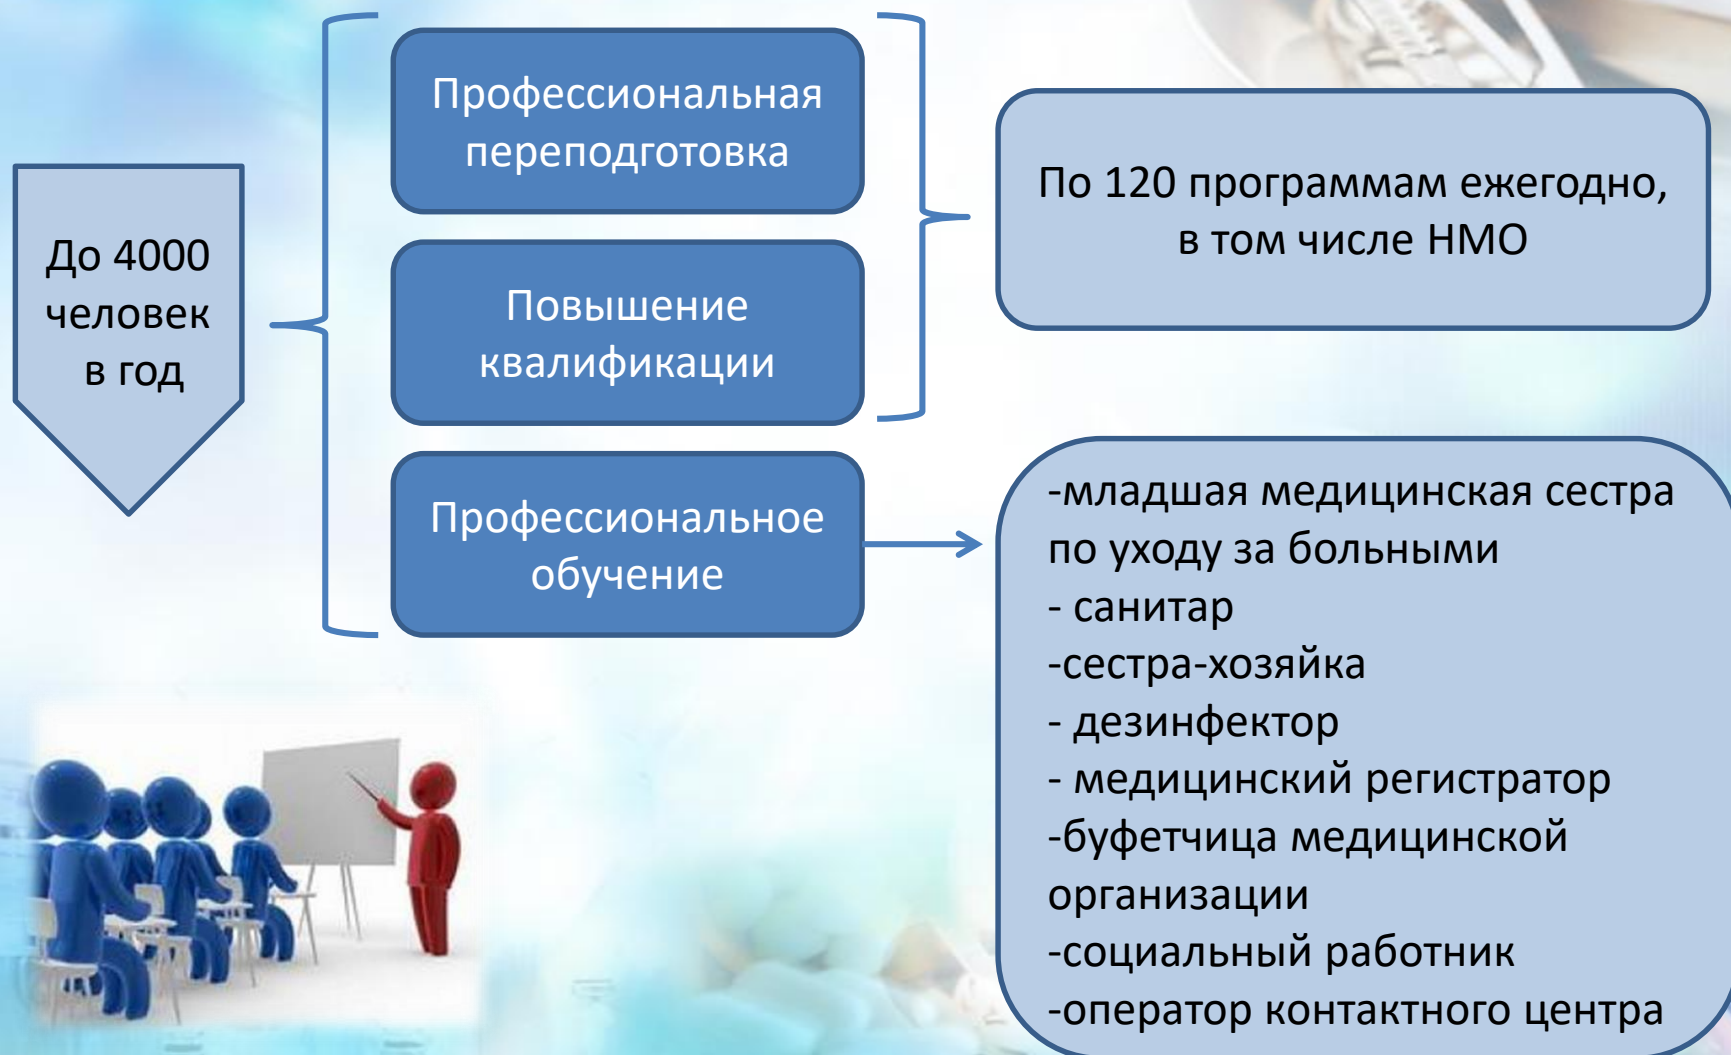 До 4000
человек
в год
Профессиональная
переподготовка
Повышение
квалификации
Профессиональное
обучение
По 120 программам ежегодно,
в том числе НМО
-младшая медицинская сестра
по уходу за больными
- санитар
-сестра-хозяйка
- дезинфектор
- медицинский регистратор
-буфетчица медицинской
организации
-социальный работник
-оператор контактного центра